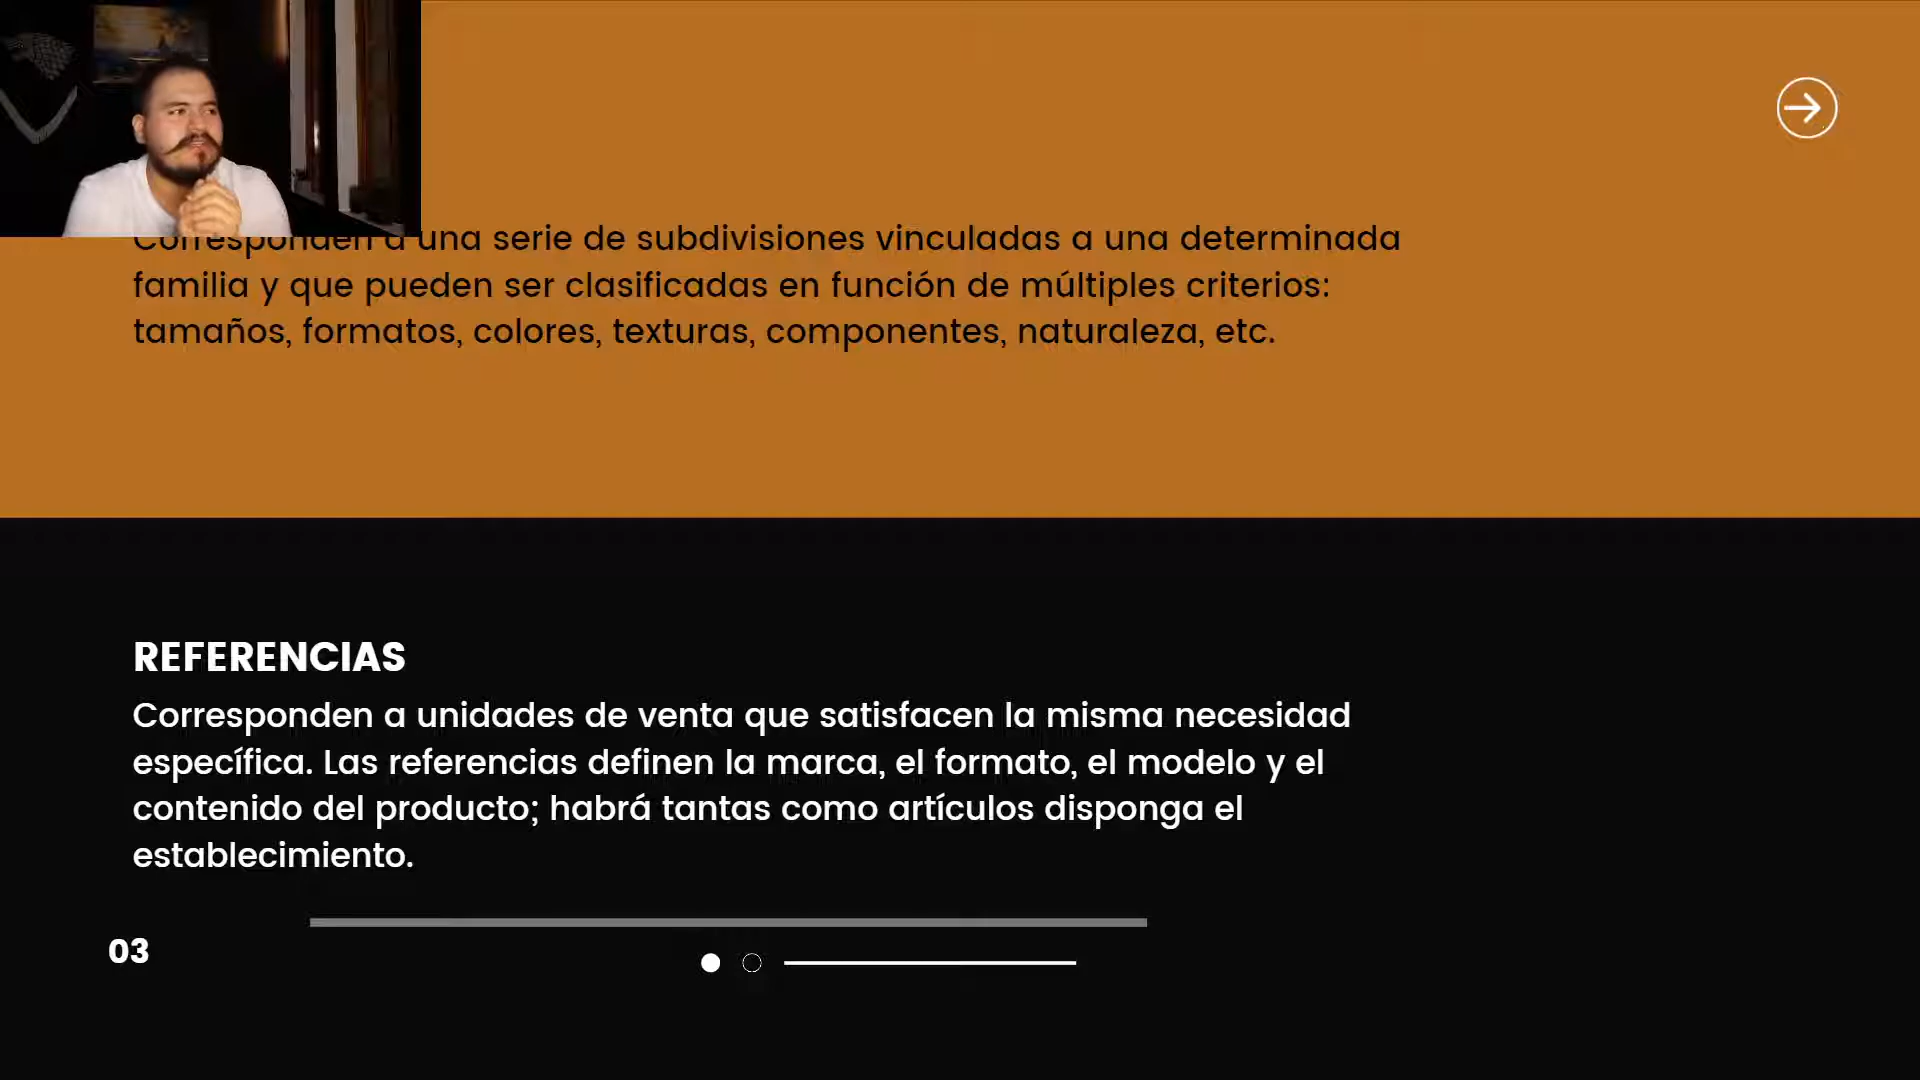 Corresponden a una serie de subdivisiones vinculadas a una determinada
familia y que pueden ser clasificadas en función de múltiples criterios:
tamaños, formatos, colores, texturas, componentes, naturaleza, etc.
REFERENCIAS
Corresponden a unidades de venta que satisfacen la misma necesidad
específica. Las referencias definen la marca, el formato, el modelo y el
contenido del producto; habrá tantas como artículos disponga el
establecimiento.
03